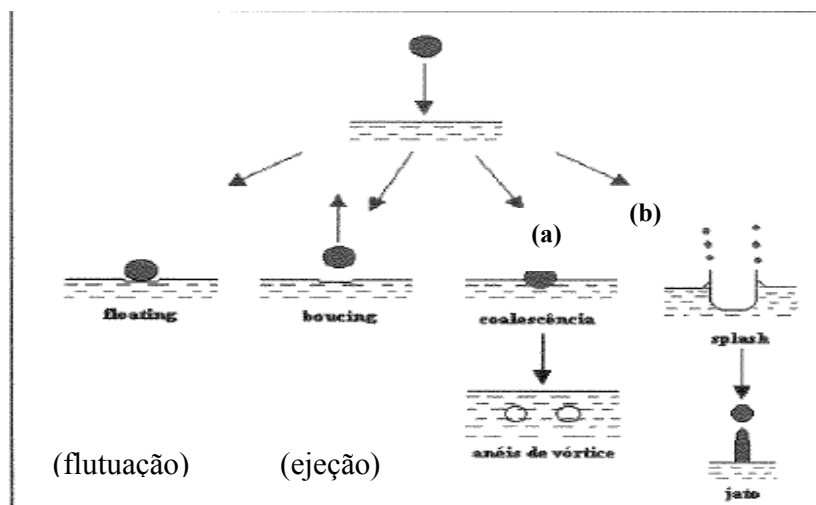 (b)
(a)
floating
boucing
coalescência
splash
anéis de vórtice
(flutuação)
(ejeção)
jato